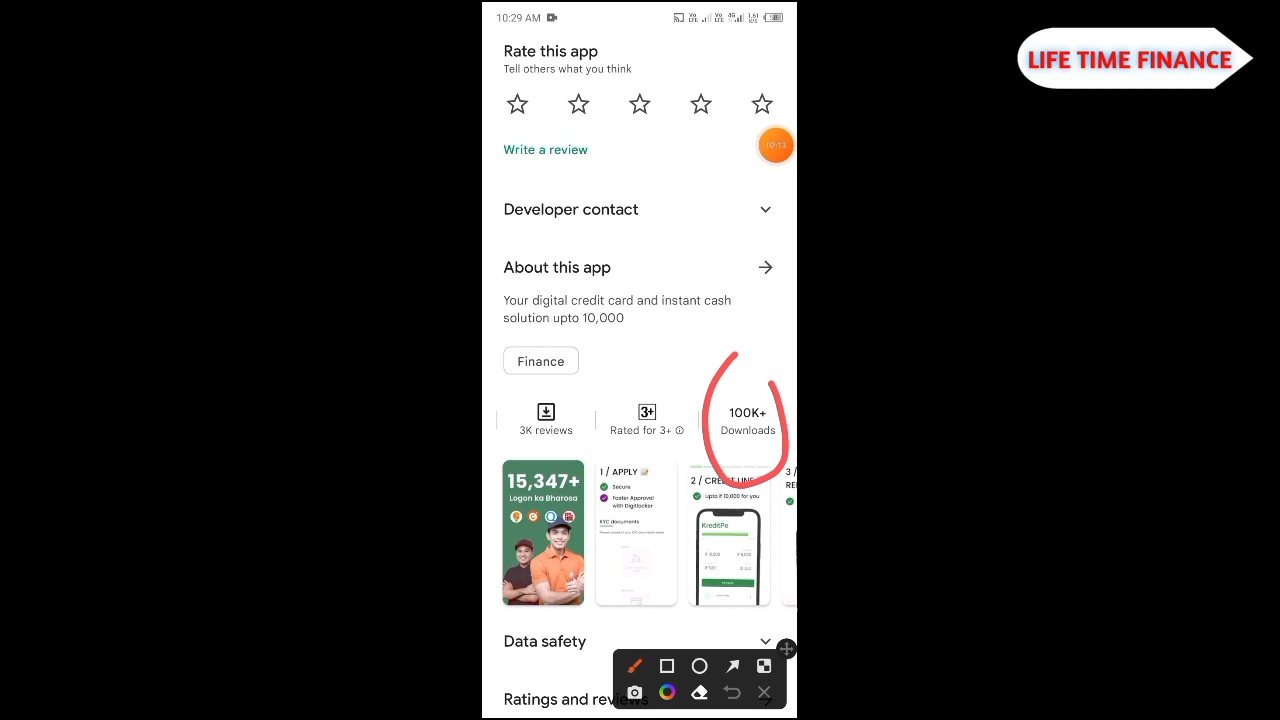 10:29 AM
LIFE TIME FINANCE
Rate this app
Tell others what you think
02:13
Write a review
Developer contact
About this app
Your digital credit card and instant cash
solution upto 10,000
Finance
3K reviews
3+
Rated for 3+
100K+
Downloads
15,347+
Logon ka Bharosa
1 / APPLY
Secure
Faster Approval
with Digilocker
KYC documents
2 / CREDIT LINE
Upto ₹ 10,000 for you
KreditPe
3 /
Data safety
Ratings and reviews